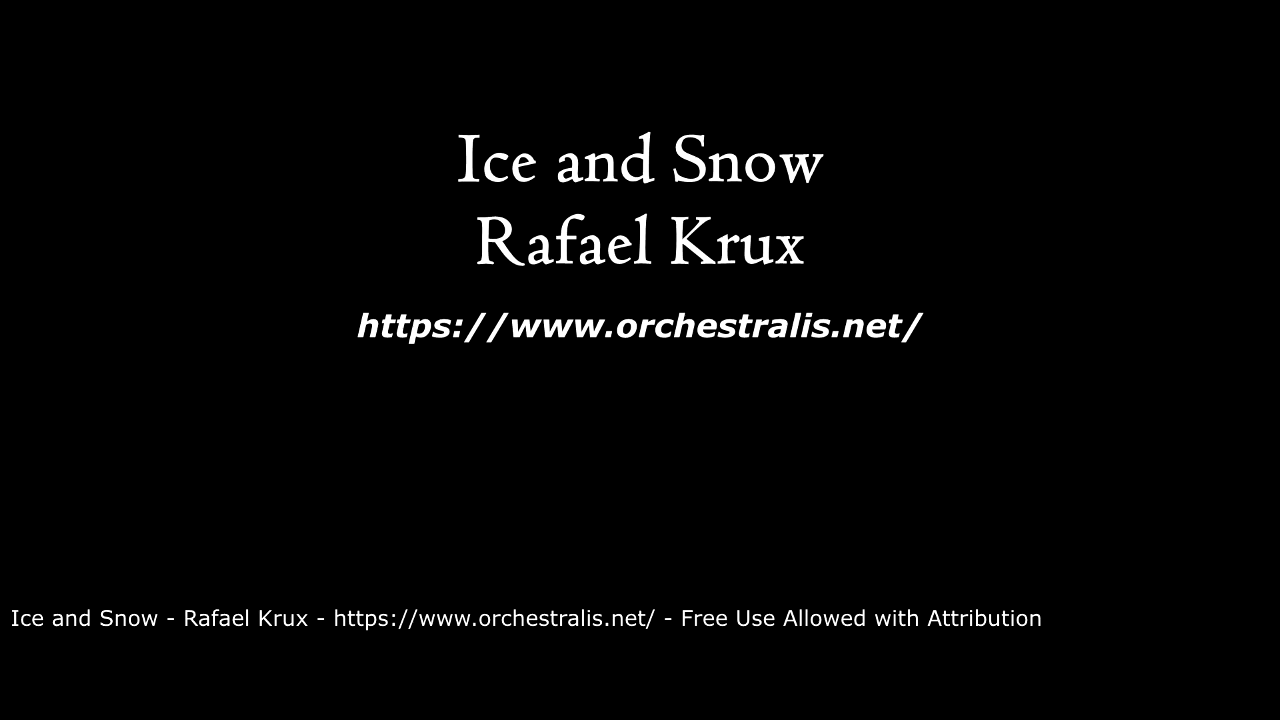 Ice and Snow
Rafael Krux
https://www.orchestralis.net/
Ice and Snow - Rafael Krux - https://www.orchestralis.net/ - Free Use Allowed with Attribution